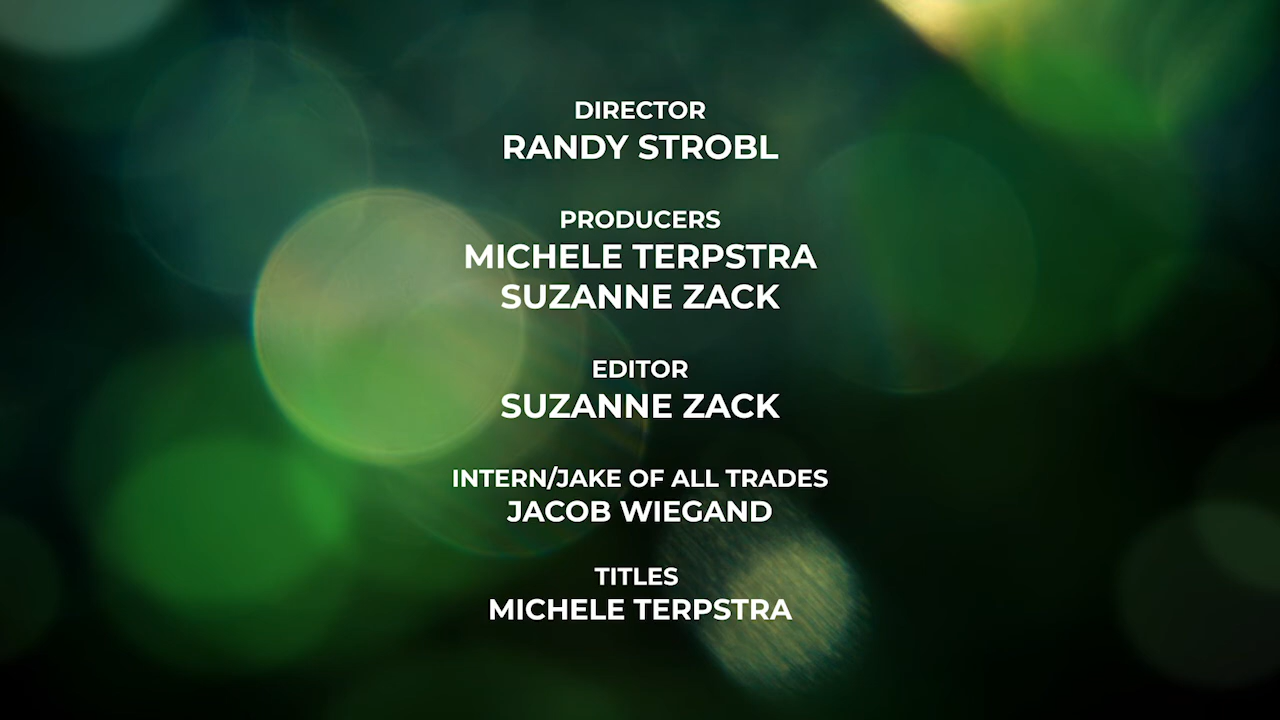 DIRECTOR
RANDY STROBL
PRODUCERS
MICHELE TERPSTRA
SUZANNE ZACK
EDITOR
SUZANNE ZACK
INTERN/JAKE OF ALL TRADES
JACOB WIEGAND
TITLES
MICHELE TERPSTRA